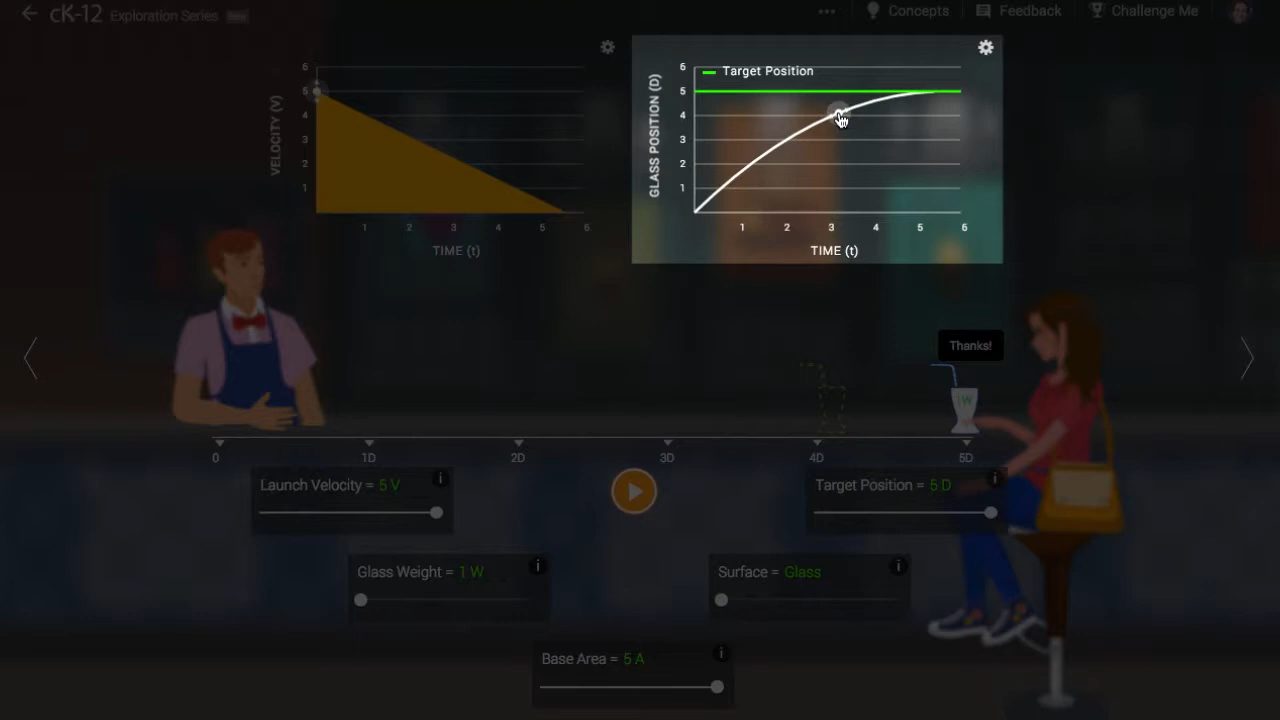 cK-12 Exploration Series Beta
Concepts
Feedback
Challenge Me
VELOCITY (V)
6
5
4
3
2
1
1 2 3 4 5 6
TIME (t)
GLASS POSITION (D)
Target Position
6
5
4
3
2
1
1 2 3 4 5 6
TIME (t)
Thanks!
1W
0 1D 2D 3D 4D 5D
Launch Velocity = 5 V
i
Target Position = 5 D
i
Glass Weight = 1 W
i
Surface = Glass
i
Base Area = 5 A
i